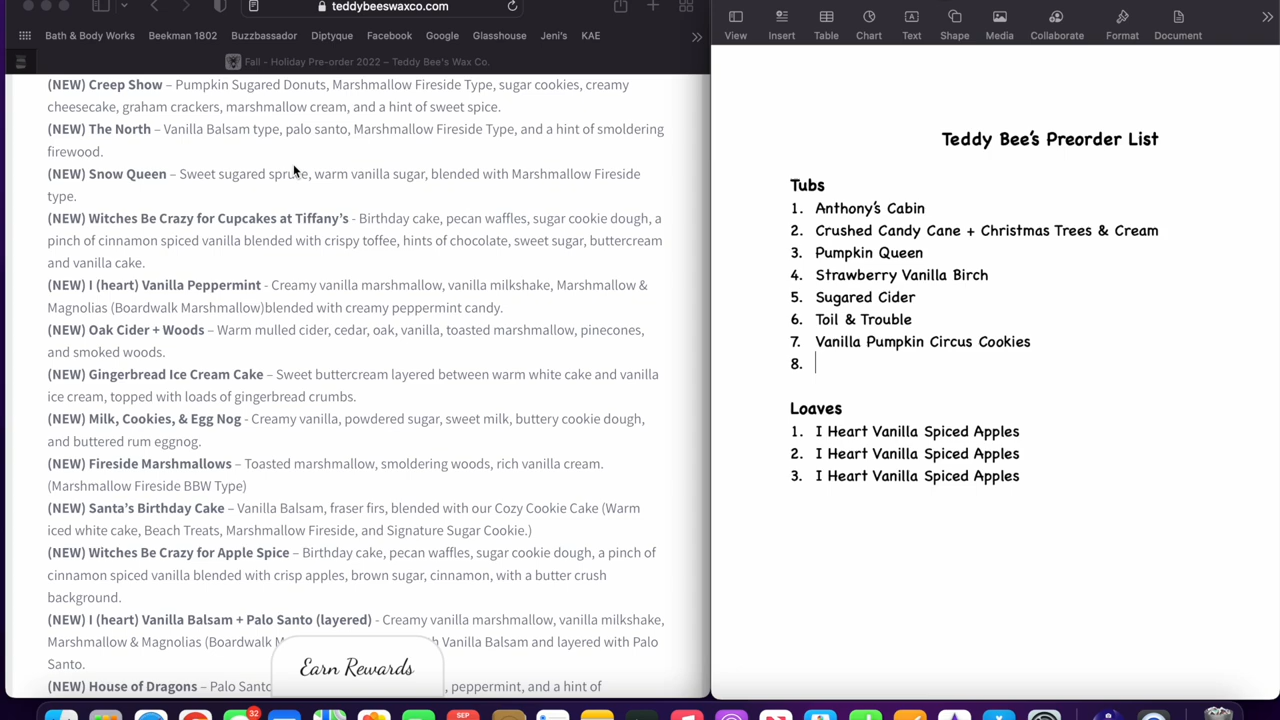 teddybeeswaxco.com
Bath & Body Works Beekman 1802 Buzzbassador Diptyque Facebook Google Glasshouse Jeni's KAE
Fall - Holiday Pre-order 2022 – Teddy Bee's Wax Co.
(NEW) Creep Show – Pumpkin Sugared Donuts, Marshmallow Fireside Type, sugar cookies, creamy
cheesecake, graham crackers, marshmallow cream, and a hint of sweet spice.
(NEW) The North – Vanilla Balsam type, palo santo, Marshmallow Fireside Type, and a hint of smoldering
firewood.
(NEW) Snow Queen – Sweet sugared spruce, warm vanilla sugar, blended with Marshmallow Fireside
type.
(NEW) Witches Be Crazy for Cupcakes at Tiffany's - Birthday cake, pecan waffles, sugar cookie dough, a
pinch of cinnamon spiced vanilla blended with crispy toffee, hints of chocolate, sweet sugar, buttercream
and vanilla cake.
(NEW) I (heart) Vanilla Peppermint - Creamy vanilla marshmallow, vanilla milkshake, Marshmallow &
Magnolias (Boardwalk Marshmallow)blended with creamy peppermint candy.
(NEW) Oak Cider + Woods – Warm mulled cider, cedar, oak, vanilla, toasted marshmallow, pinecones,
and smoked woods.
(NEW) Gingerbread Ice Cream Cake – Sweet buttercream layered between warm white cake and vanilla
ice cream, topped with loads of gingerbread crumbs.
(NEW) Milk, Cookies, & Egg Nog - Creamy vanilla, powdered sugar, sweet milk, buttery cookie dough,
and buttered rum eggnog.
(NEW) Fireside Marshmallows – Toasted marshmallow, smoldering woods, rich vanilla cream.
(Marshmallow Fireside BBW Type)
(NEW) Santa's Birthday Cake – Vanilla Balsam, fraser firs, blended with our Cozy Cookie Cake (Warm
iced white cake, Beach Treats, Marshmallow Fireside, and Signature Sugar Cookie.)
(NEW) Witches Be Crazy for Apple Spice – Birthday cake, pecan waffles, sugar cookie dough, a pinch of
cinnamon spiced vanilla blended with crisp apples, brown sugar, cinnamon, with a butter crush
background.
(NEW) I (heart) Vanilla Balsam + Palo Santo (layered) - Creamy vanilla marshmallow, vanilla milkshake,
Marshmallow & Magnolias (Boardwalk Vanilla Balsam and layered with Palo
Santo.
(NEW) House of Dragons – Palo Santo peppermint, and a hint of
Earn Rewards
32
SEP
View Insert Table Chart Text Shape Media Collaborate Format Document
Teddy Bee's Preorder List
Tubs
1. Anthony's Cabin
2. Crushed Candy Cane + Christmas Trees & Cream
3. Pumpkin Queen
4. Strawberry Vanilla Birch
5. Sugared Cider
6. Toil & Trouble
7. Vanilla Pumpkin Circus Cookies
8.
Loaves
1. I Heart Vanilla Spiced Apples
2. I Heart Vanilla Spiced Apples
3. I Heart Vanilla Spiced Apples